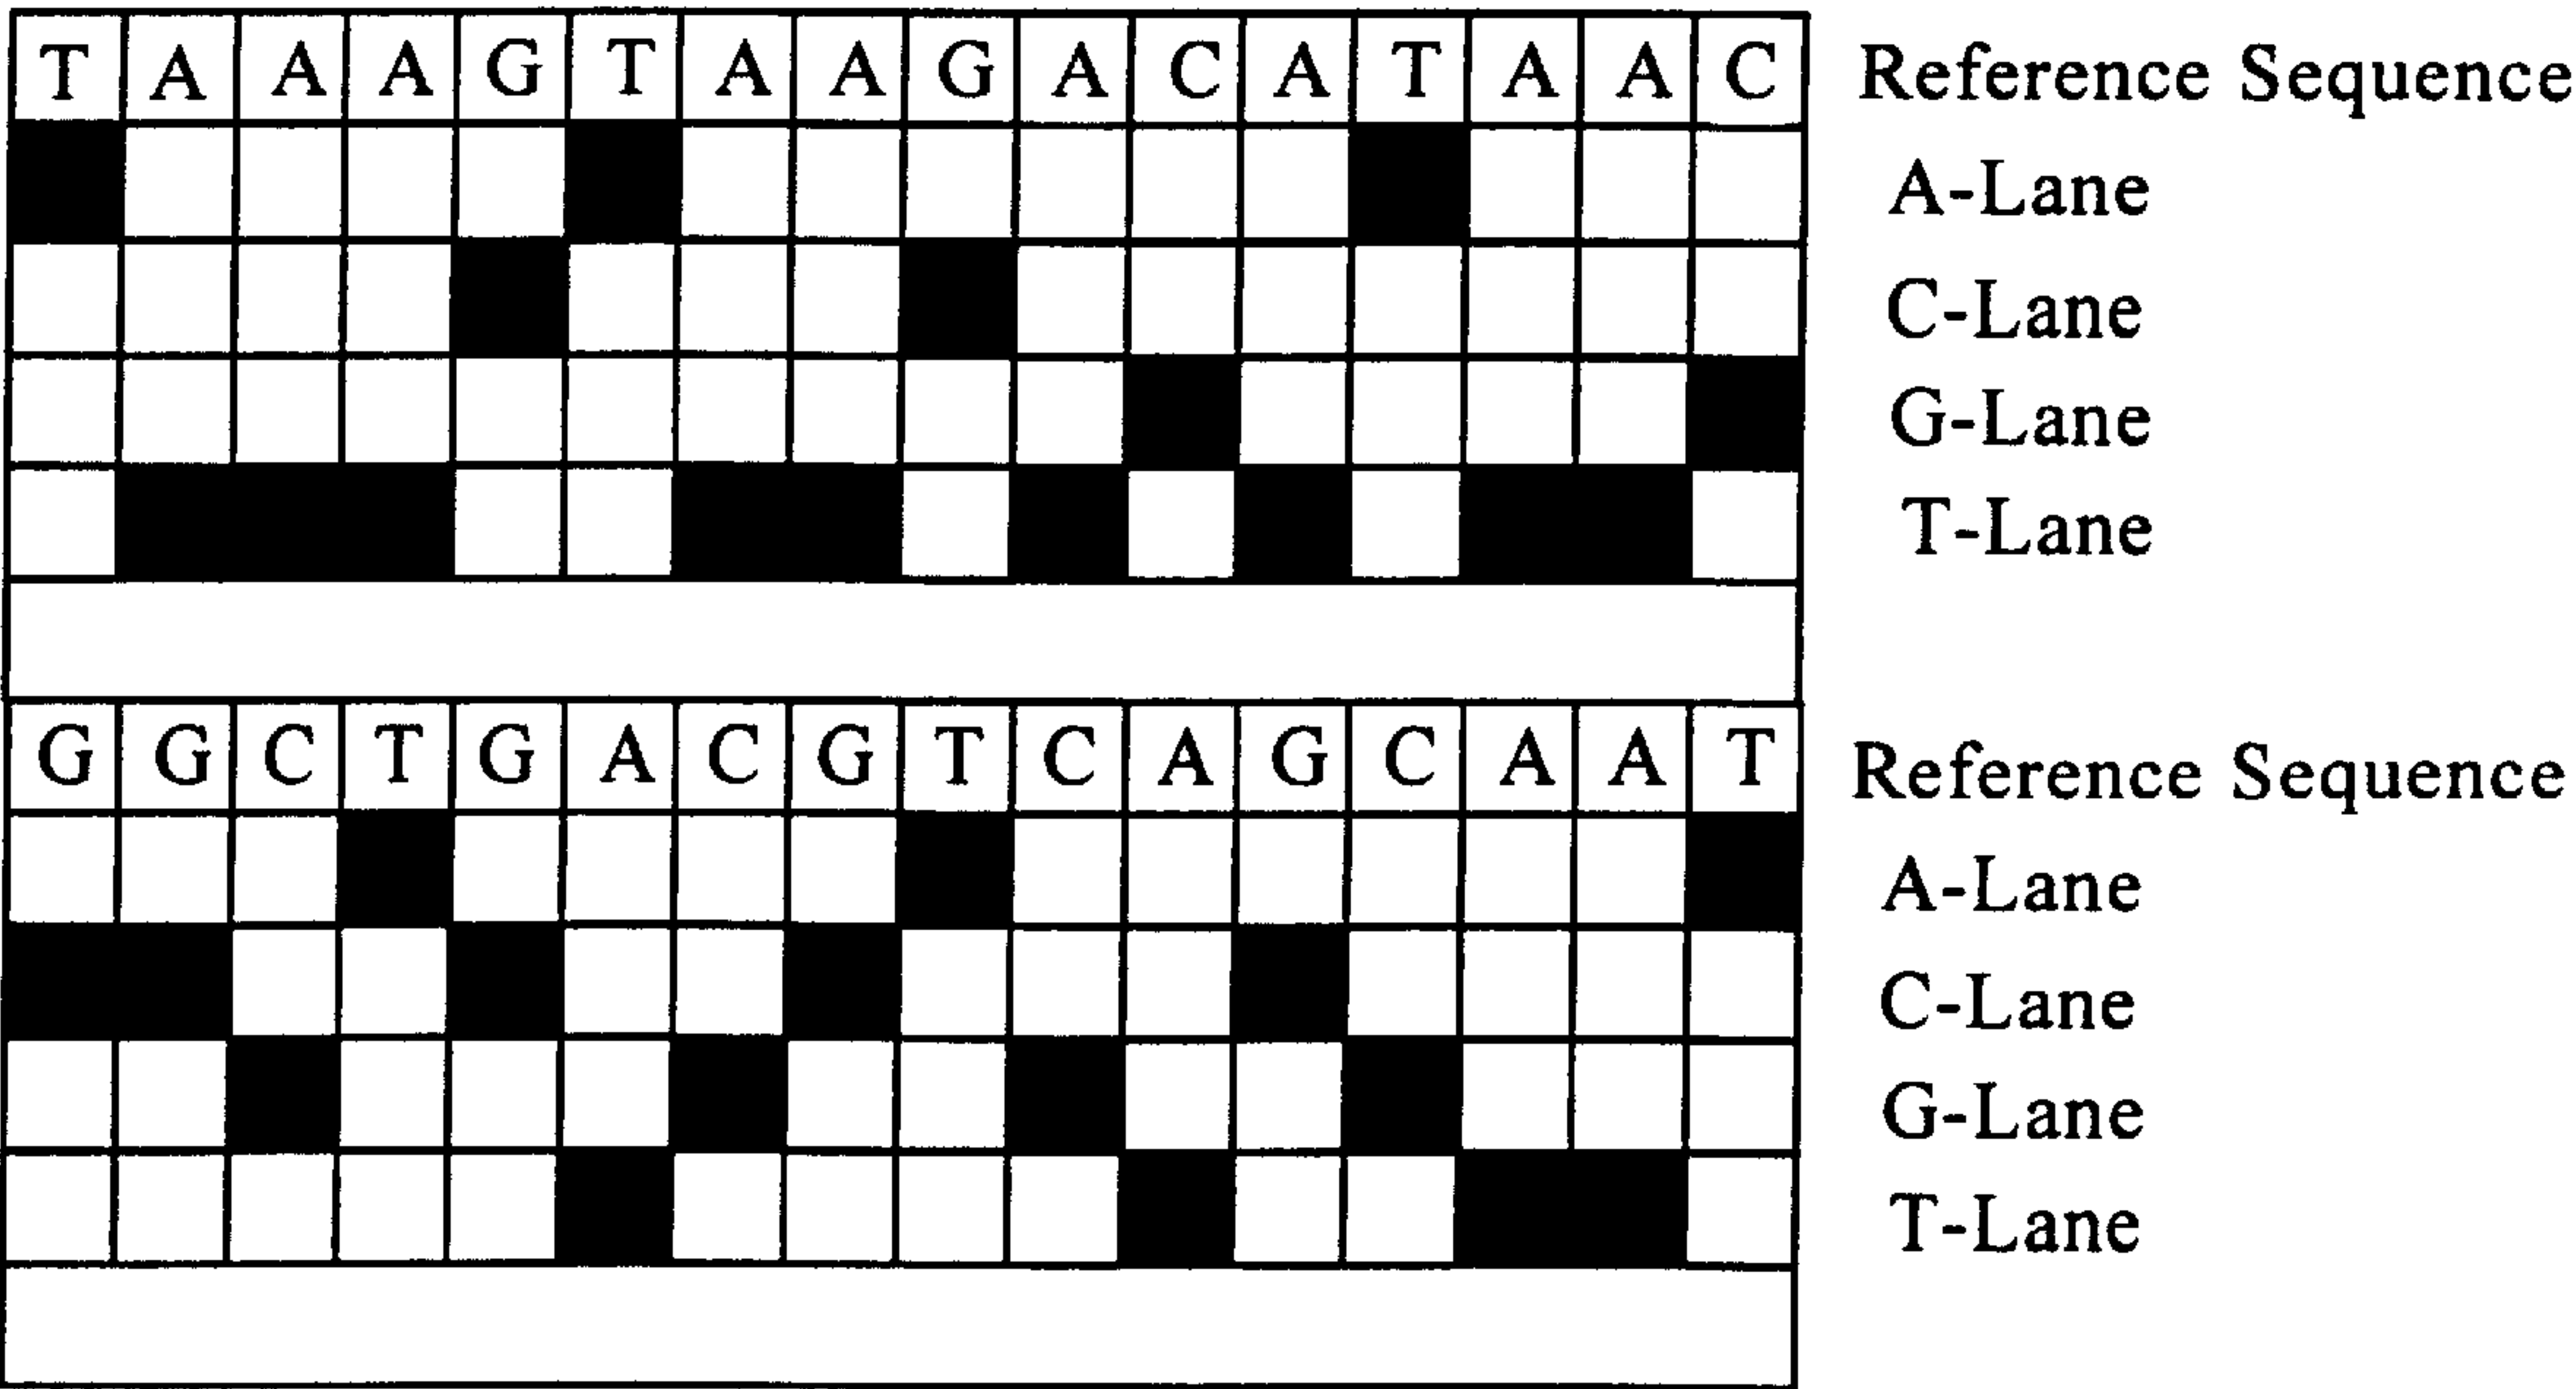 T A A A G T A A G A C A T A A C Reference Sequence
A-Lane
C-Lane
G-Lane
T-Lane
G G C T G A C G T C A G C A A T Reference Sequence
A-Lane
C-Lane
G-Lane
T-Lane